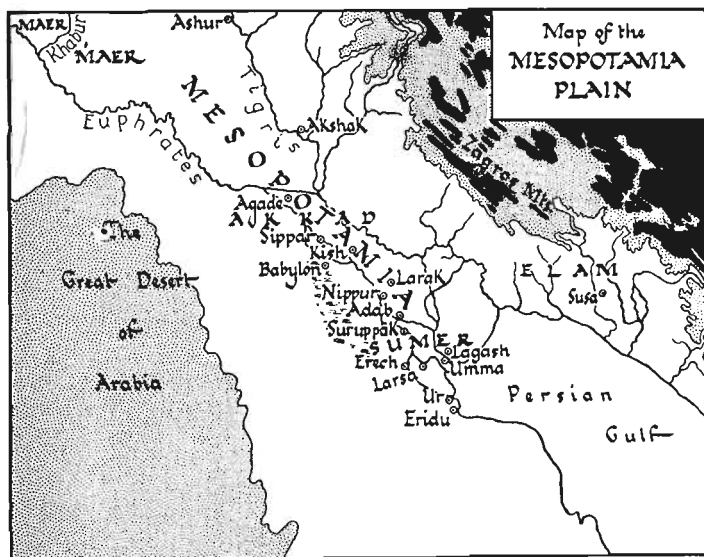 Map of the
MESOPOTAMIA
PLAIN
MAER
Khabur
MAER
Ashur
Tigris
MESOPOTAMIA
Euphrates
Akshak
Zagros Mts
Agade
AKKAD
Sippar
Kish
Babylon
Larak
ELAM
Susa
Nippur
Adab
Suruppak
SUMER
Lagash
Umma
Erech
Larsa
Ur
Eridu
Persian
Gulf
The
Great Desert
of
Arabia